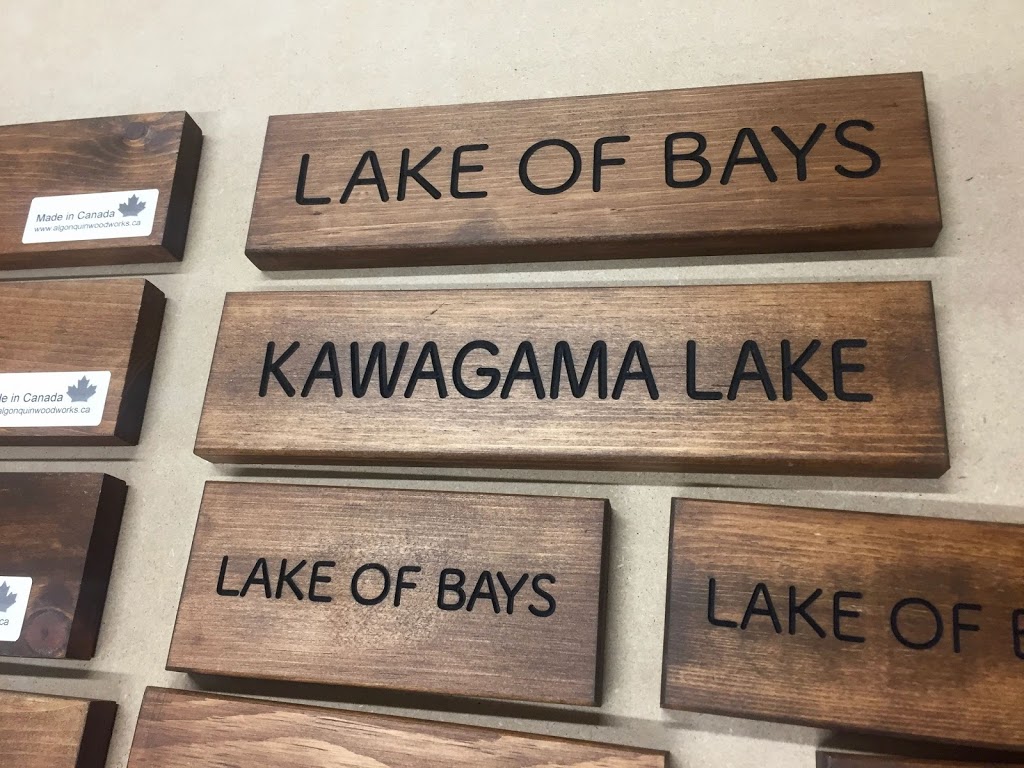 LAKE OF BAYS
Made in Canada
www.algonquinwoodworks.ca
KAWAGAMA LAKE
de in Canada
algonquinwoodworks.ca
LAKE OF BAYS
LAKE OF B
ca